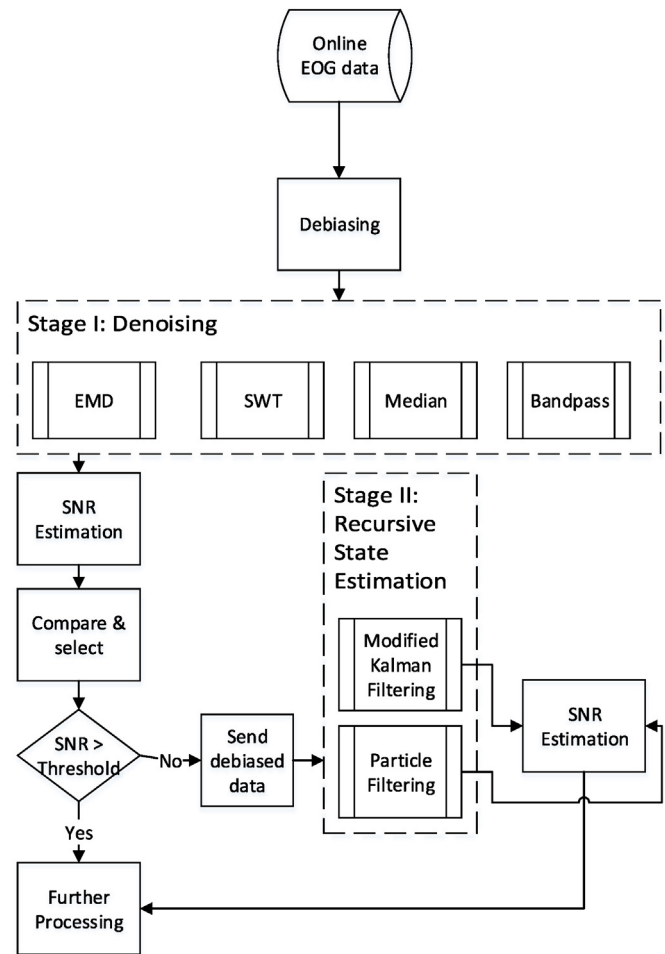 Online
EOG data
Debiasing
Stage I: Denoising
EMD
SWT
Median
Bandpass
SNR
Estimation
Compare &
select
SNR >
Threshold
No
Send
debiased
data
Yes
Further
Processing
Stage II:
Recursive
State
Estimation
Modified
Kalman
Filtering
Particle
Filtering
SNR
Estimation